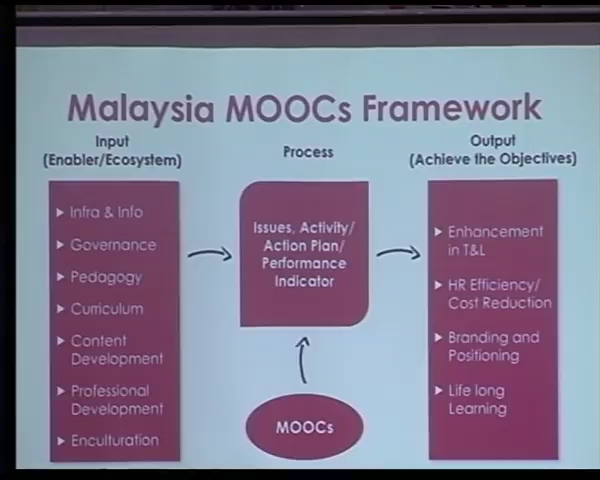 Malaysia MOOCs Framework
Input
(Enabler/Ecosystem)
Infra & Info
Governance
Pedagogy
Curriculum
Content
Development
Professional
Development
Enculturation
Process
Issues, Activity/
Action Plan/
Performance
Indicator
MOOCs
Output
(Achieve the Objectives)
Enhancement
in T&L
HR Efficiency/
Cost Reduction
Branding and
Positioning
Life long
Learning